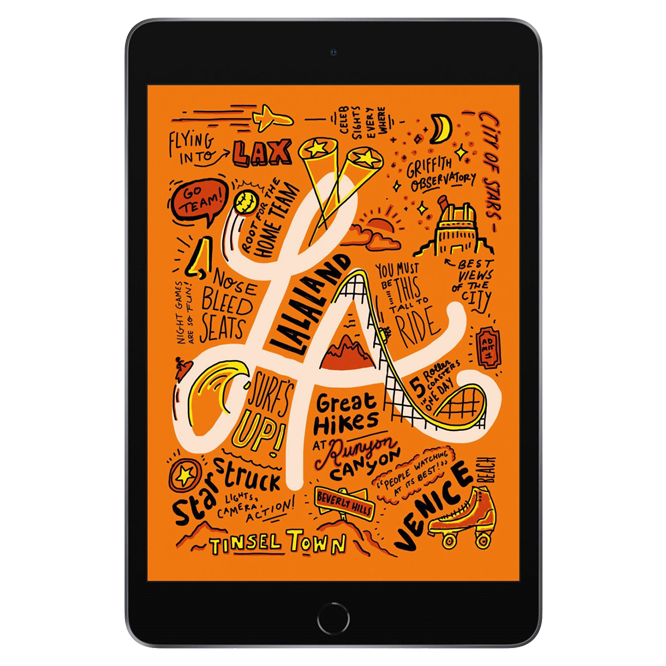 FLYING
INTO
LAX
CELEB
SIGHTS
EVERY
WHERE
CITY OF STARS
GRIFFITH
OBSERVATORY
GO
TEAM!
ROOT FOR THE
HOME TEAM
BEST
VIEWS
OF THE
CITY
NOSE
BLEED
SEATS
NIGHT GAMES
ARE SO FUN!
LALALAND
LA
YOU MUST
BE THIS
TALL TO
RIDE
ADMIT
1
5 Roller
COASTERS
IN
ONE DAY
SURF'S
UP!
Great
HIKES
AT Runyon
CANYON
"PEOPLE WATCHING
AT ITS BEST!"
VENICE
BEACH
Star struck
LIGHTS,
CAMERA,
ACTION!
BEVERLY HILLS
TINSEL TOWN